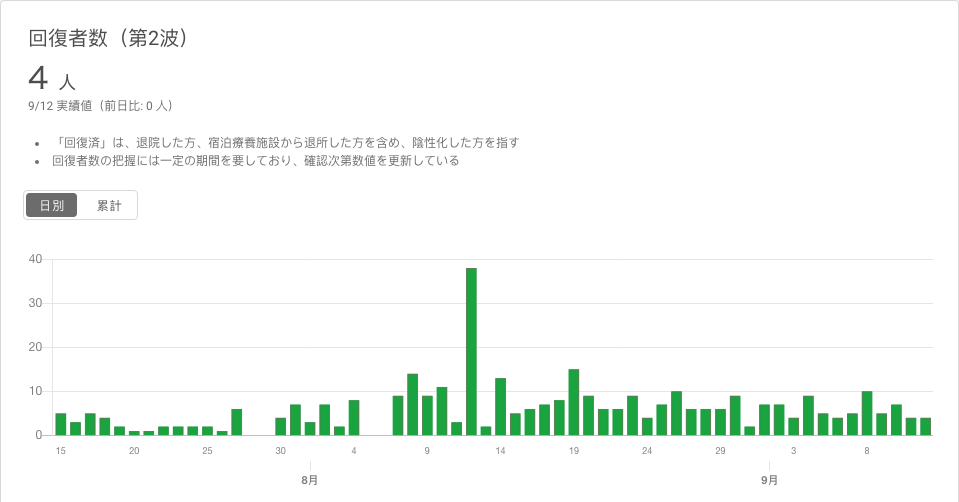 回復者数（第2波）
4 人
9/12 実績値（前日比: 0 人）
• 「回復済」は、退院した方、宿泊療養施設から退所した方を含め、陰性化した方を指す
• 回復者数の把握には一定の期間を要しており、確認次第数値を更新している
日別 累計
40
30
20
10
0
15 20 25 30 4 9 14 19 24 29 3 8
8月 9月